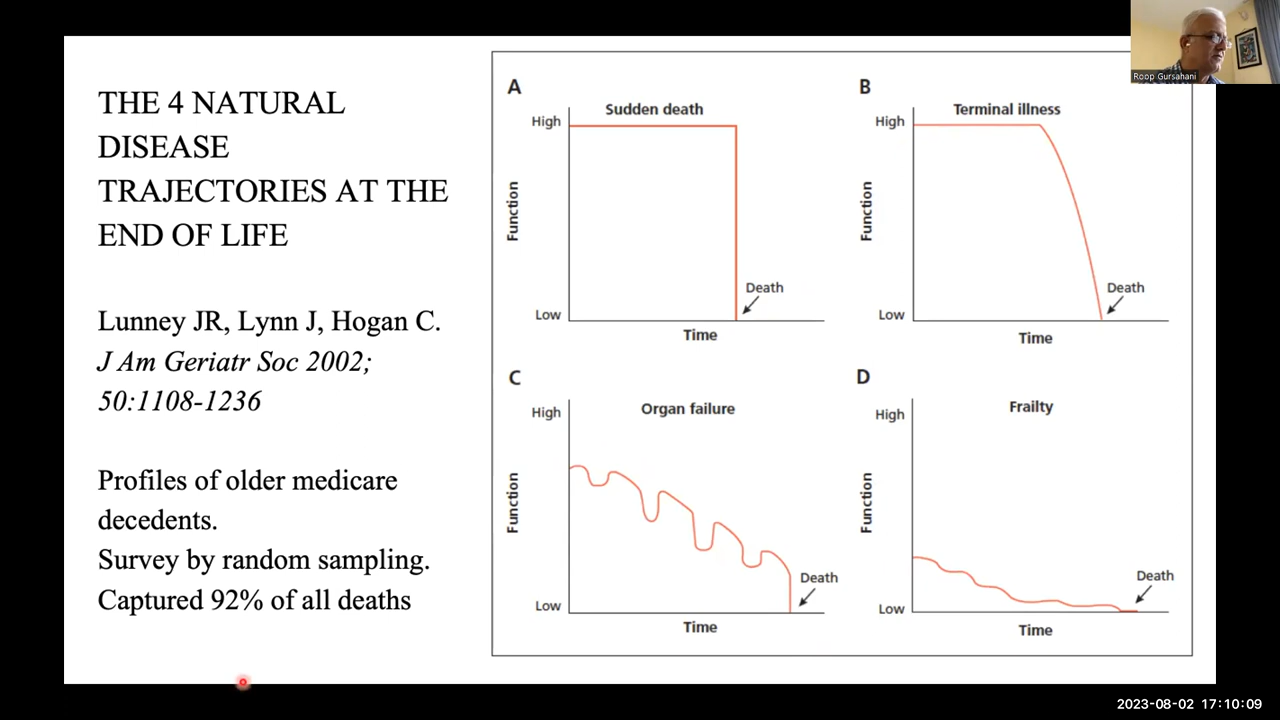 THE 4 NATURAL
DISEASE
TRAJECTORIES AT THE
END OF LIFE
Lunney JR, Lynn J, Hogan C.
J Am Geriatr Soc 2002;
50:1108-1236
Profiles of older medicare
decedents.
Survey by random sampling.
Captured 92% of all deaths
A
Sudden death
High
Function
Low
Death
Time
B
Terminal illness
High
Function
Low
Death
Time
C
Organ failure
High
Function
Low
Death
Time
D
Frailty
High
Function
Low
Death
Time
Roop Gursahani
2023-08-02 17:10:09